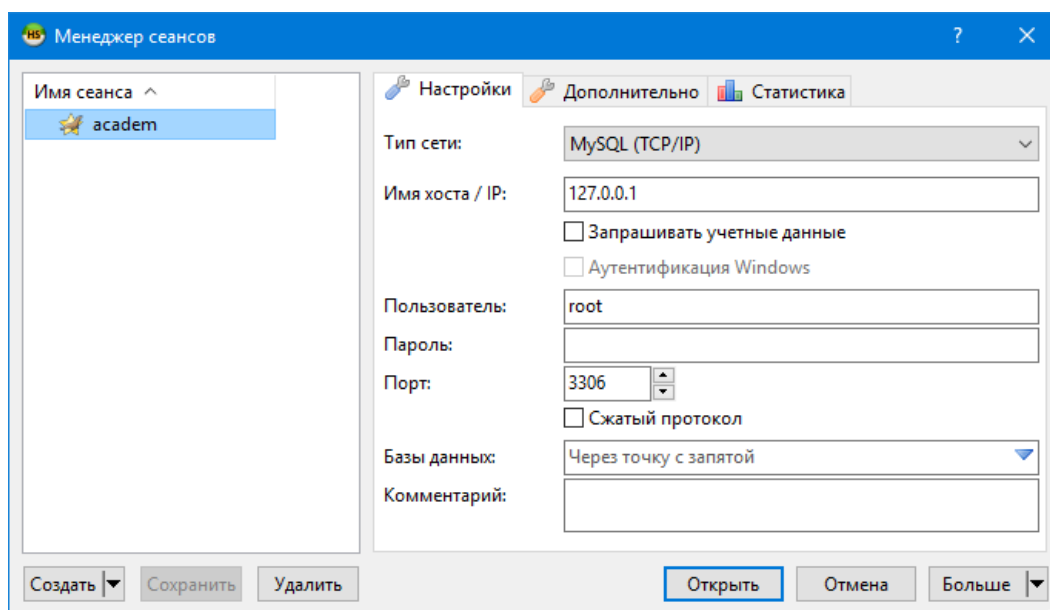 HS Менеджер сеансов ?
Имя сеанса
academ
Настройки Дополнительно Статистика
Тип сети: MySQL (TCP/IP)
Имя хоста / IP: 127.0.0.1
Запрашивать учетные данные
Аутентификация Windows
Пользователь: root
Пароль:
Порт: 3306
Сжатый протокол
Базы данных: Через точку с запятой
Комментарий:
Создать Сохранить Удалить Открыть Отмена Больше